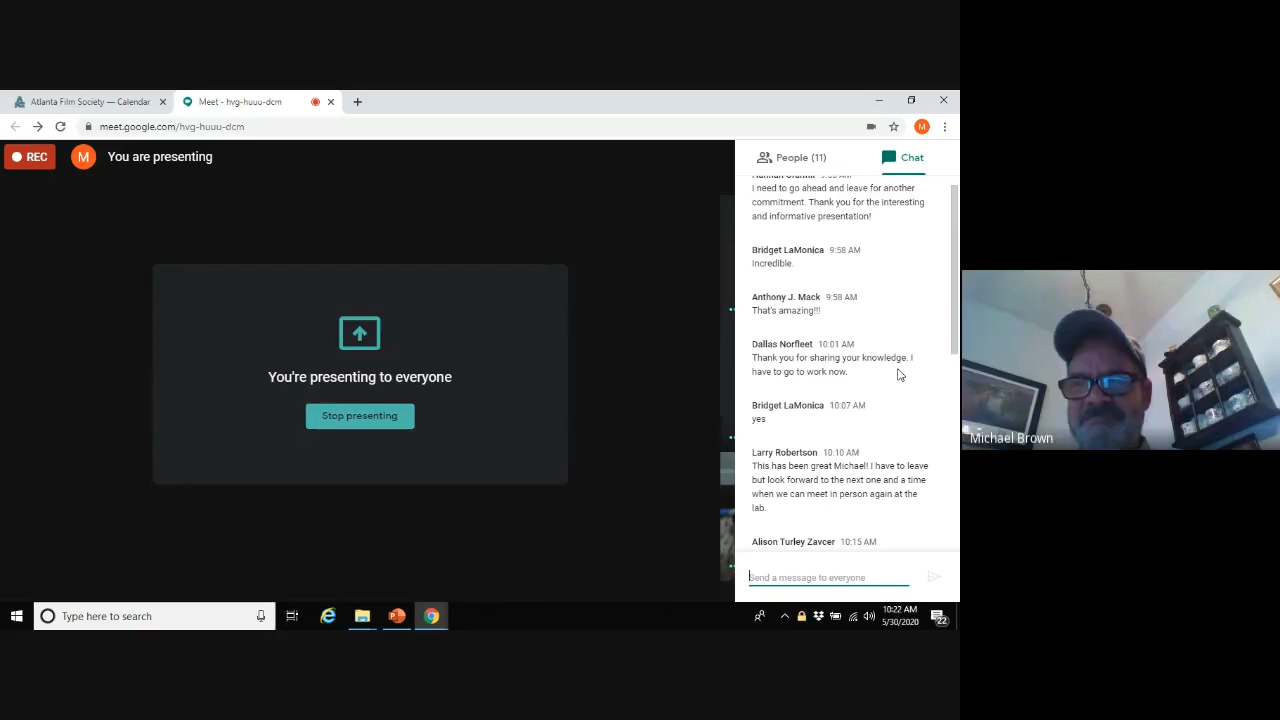 Atlanta Film Society — Calendar
Meet - hvg-huuu-dcm
meet.google.com/hvg-huuu-dcm
M
REC
M
You are presenting
People (11)
Chat
I need to go ahead and leave for another
commitment. Thank you for the interesting
and informative presentation!
Bridget LaMonica 9:58 AM
Incredible.
Anthony J. Mack 9:58 AM
That's amazing!!!
Dallas Norfleet 10:01 AM
Thank you for sharing your knowledge. I
have to go to work now.
Bridget LaMonica 10:07 AM
yes
Larry Robertson 10:10 AM
This has been great Michael! I have to leave
but look forward to the next one and a time
when we can meet in person again at the
lab.
Alison Turley Zavcer 10:15 AM
Send a message to everyone
You're presenting to everyone
Stop presenting
Michael Brown
Type here to search
10:22 AM
5/30/2020
22